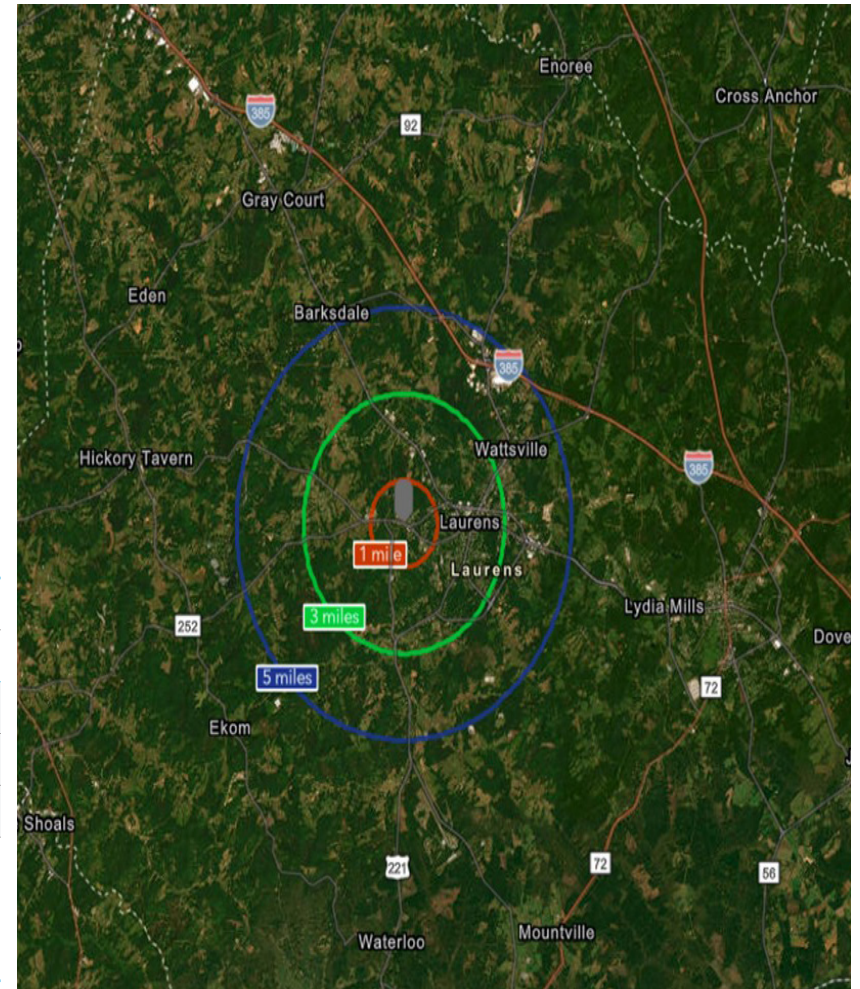 Enoree
Cross Anchor
385
92
Gray Court
Eden
Barksdale
385
Hickory Tavern
Wattsville
385
Laurens
1 mile
Laurens
Lydia Mills
3 miles
252
Dove
5 miles
72
Ekom
Shoals
221
72
56
Waterloo
Mountville